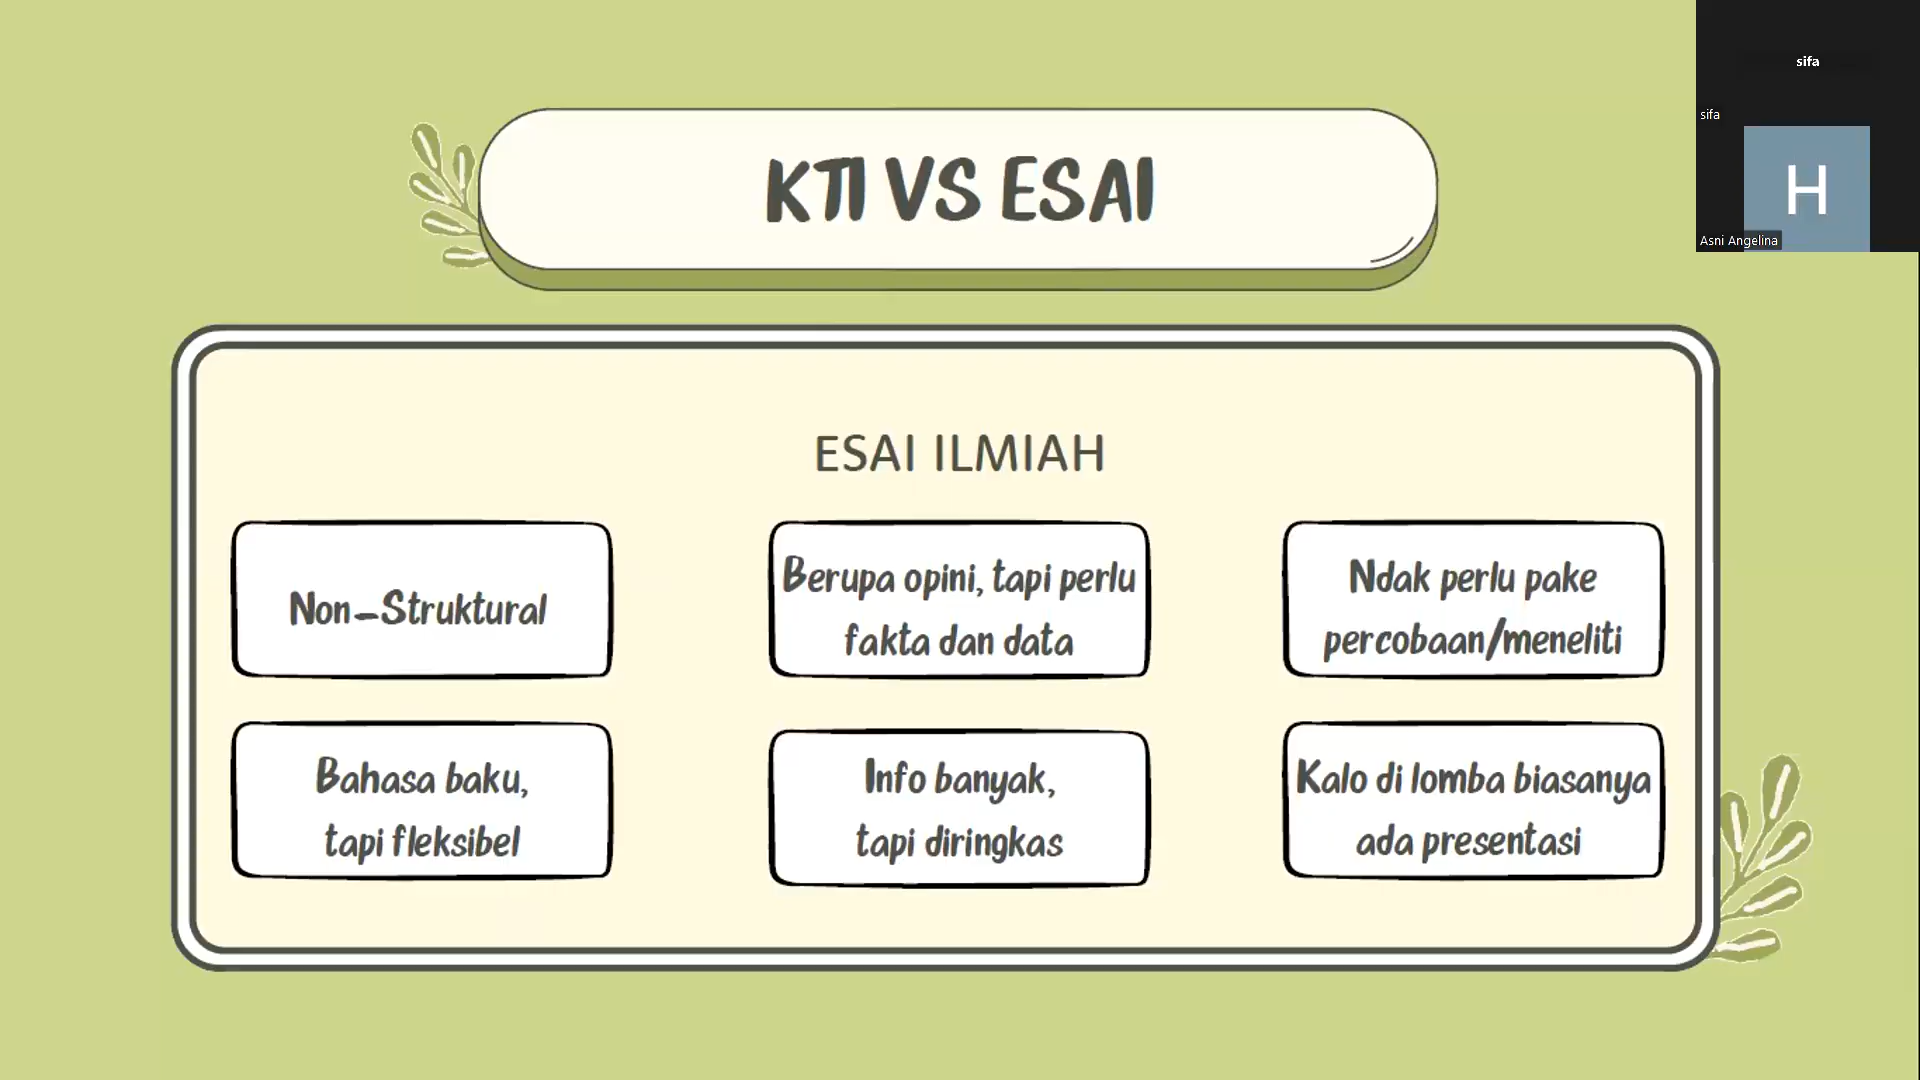 KTI VS ESAI
sifa
sifa
H
Asni Angelina
ESAI ILMIAH
Non-Struktural
Berupa opini, tapi perlu
fakta dan data
Ndak perlu pake
percobaan/meneliti
Bahasa baku,
tapi fleksibel
Info banyak,
tapi diringkas
Kalo di lomba biasanya
ada presentasi